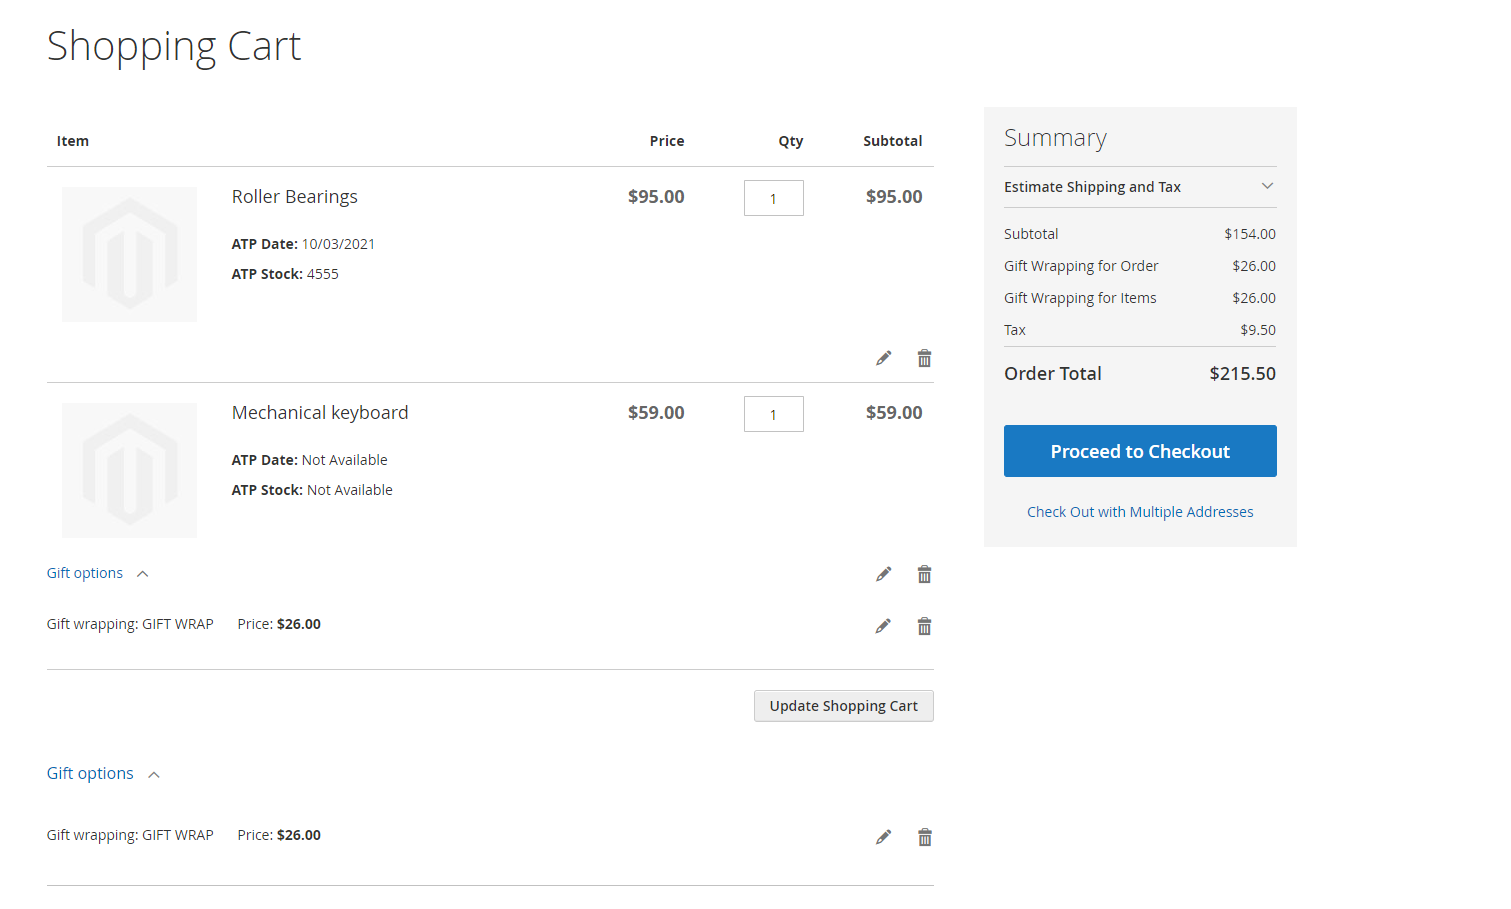 Shopping Cart
Item Price Qty Subtotal
Roller Bearings $95.00 1 $95.00
ATP Date: 10/03/2021
ATP Stock: 4555
Mechanical keyboard $59.00 1 $59.00
ATP Date: Not Available
ATP Stock: Not Available
Gift options
Gift wrapping: GIFT WRAP Price: $26.00
Update Shopping Cart
Gift options
Gift wrapping: GIFT WRAP Price: $26.00
Summary
Estimate Shipping and Tax
Subtotal $154.00
Gift Wrapping for Order $26.00
Gift Wrapping for Items $26.00
Tax $9.50
Order Total $215.50
Proceed to Checkout
Check Out with Multiple Addresses